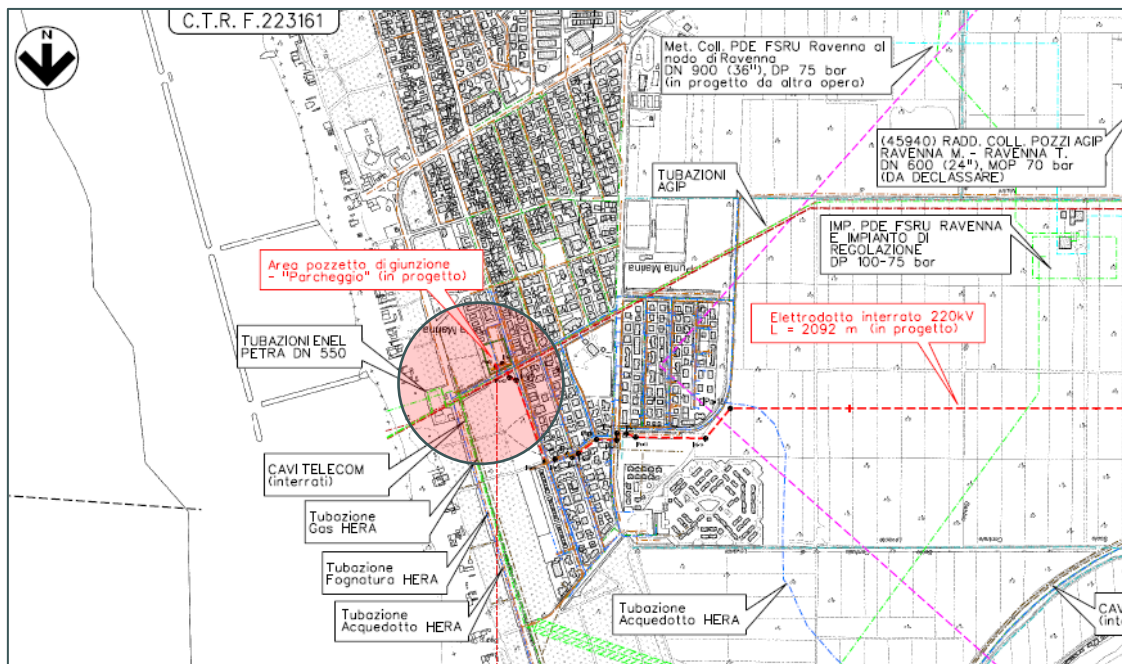 C.T.R. F.223161
N
Met. Coll. PDE FSRU Ravenna al
nodo di Ravenna
DN 900 (36"), DP 75 bar
(in progetto da altra opera)
(45940) RADD. COLL. POZZI AGIP
RAVENNA M. - RAVENNA T.
DN 600 (24"), MOP 70 bar
(DA DECLASSARE)
TUBAZIONI
AGIP
IMP. PDE FSRU RAVENNA
E IMPIANTO DI
REGOLAZIONE
DP 100-75 bar
Area pozzetto di giunzione
- "Parcheggio" (in progetto)
Punta Marina
Elettrodotto interrato 220kV
L = 2092 m (in progetto)
TUBAZIONI ENEL
PETRA DN 550
Marina
CAVI TELECOM
(interrati)
Tubazione
Gas HERA
Tubazione
Fognatura HERA
Tubazione
Acquedotto HERA
Tubazione
Acquedotto HERA